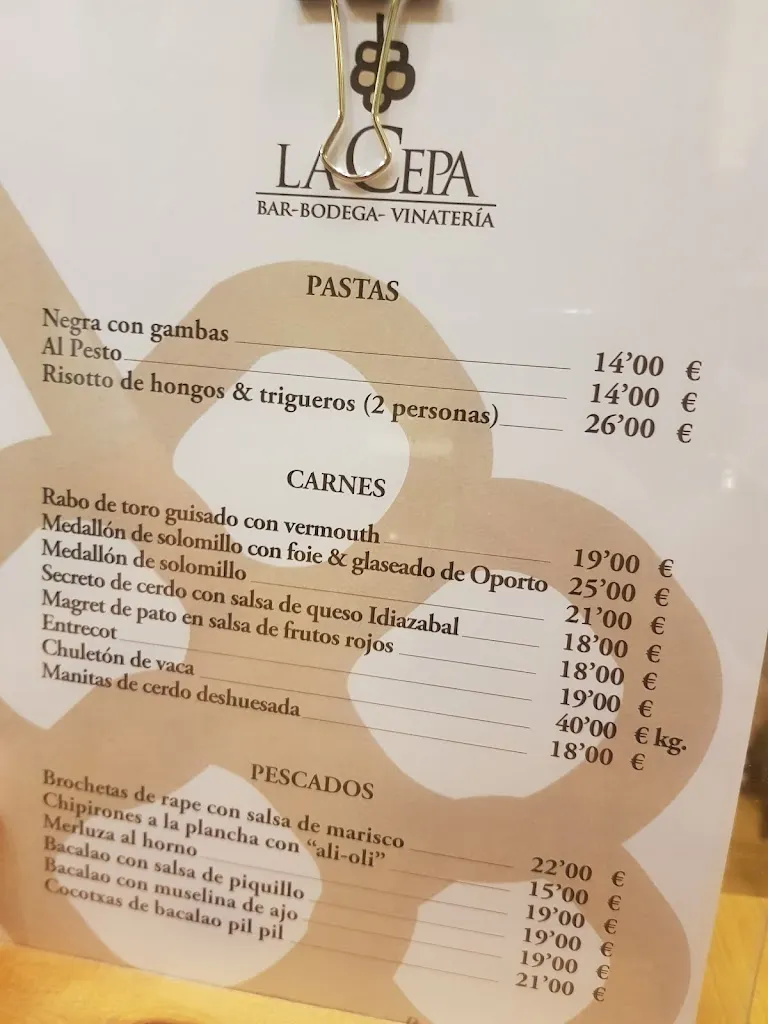 LA CEPA
BAR-BODEGA- VINATERÍA
PASTAS
Negra con gambas 14’00 €
Al Pesto 14’00 €
Risotto de hongos & trigueros (2 personas) 26’00 €
CARNES
Rabo de toro guisado con vermouth 19’00 €
Medallón de solomillo con foie & glaseado de Oporto 25’00 €
Medallón de solomillo 21’00 €
Secreto de cerdo con salsa de queso Idiazabal 18’00 €
Magret de pato en salsa de frutos rojos 18’00 €
Entrecot 19’00 €
Chuletón de vaca 40’00 € kg.
Manitas de cerdo deshuesada 18’00 €
PESCADOS
Brochetas de rape con salsa de marisco 22’00 €
Chipirones a la plancha con “ali-oli” 15’00 €
Merluza al horno 19’00 €
Bacalao con salsa de piquillo 19’00 €
Bacalao con muselina de ajo 19’00 €
Cocotxas de bacalao pil pil 21’00 €